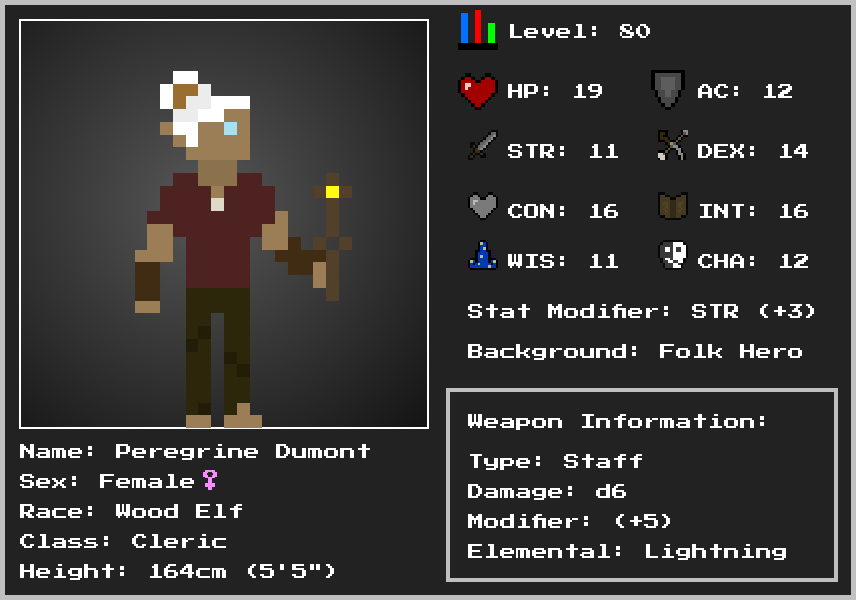 Level: 80
HP: 19 AC: 12
STR: 11 DEX: 14
CON: 16 INT: 16
WIS: 11 CHA: 12
Stat Modifier: STR (+3)
Background: Folk Hero
Weapon Information:
Type: Staff
Damage: d6
Modifier: (+5)
Elemental: Lightning
Name: Peregrine Dumont
Sex: Female♀
Race: Wood Elf
Class: Cleric
Height: 164cm (5'5")